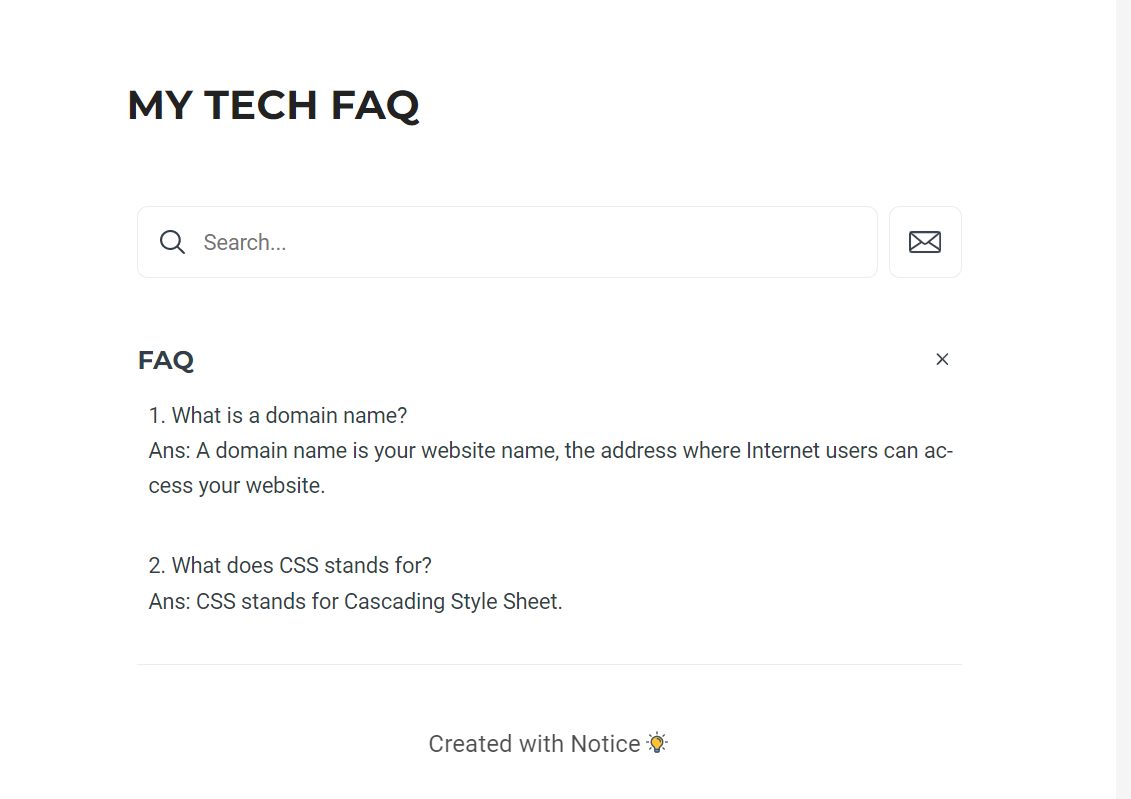 MY TECH FAQ
Search...
FAQ
1. What is a domain name?
Ans: A domain name is your website name, the address where Internet users can ac-
cess your website.
2. What does CSS stands for?
Ans: CSS stands for Cascading Style Sheet.
Created with Notice